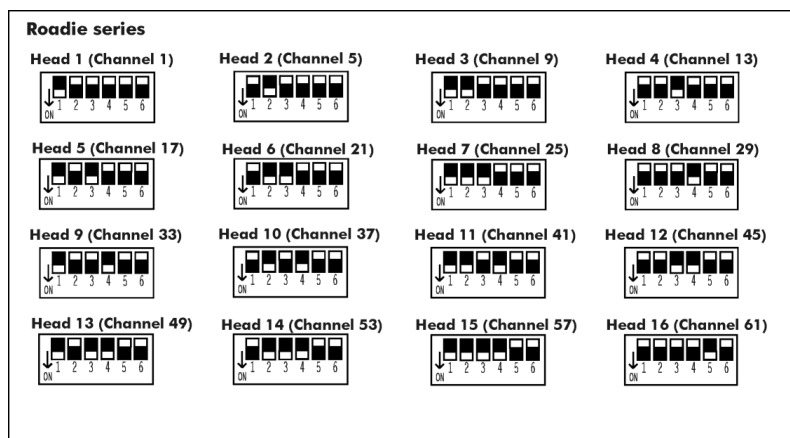 Roadie series
Head 1 (Channel 1)
1 2 3 4 5 6
ON
Head 2 (Channel 5)
1 2 3 4 5 6
ON
Head 3 (Channel 9)
1 2 3 4 5 6
ON
Head 4 (Channel 13)
1 2 3 4 5 6
ON
Head 5 (Channel 17)
1 2 3 4 5 6
ON
Head 6 (Channel 21)
1 2 3 4 5 6
ON
Head 7 (Channel 25)
1 2 3 4 5 6
ON
Head 8 (Channel 29)
1 2 3 4 5 6
ON
Head 9 (Channel 33)
1 2 3 4 5 6
ON
Head 10 (Channel 37)
1 2 3 4 5 6
ON
Head 11 (Channel 41)
1 2 3 4 5 6
ON
Head 12 (Channel 45)
1 2 3 4 5 6
ON
Head 13 (Channel 49)
1 2 3 4 5 6
ON
Head 14 (Channel 53)
1 2 3 4 5 6
ON
Head 15 (Channel 57)
1 2 3 4 5 6
ON
Head 16 (Channel 61)
1 2 3 4 5 6
ON